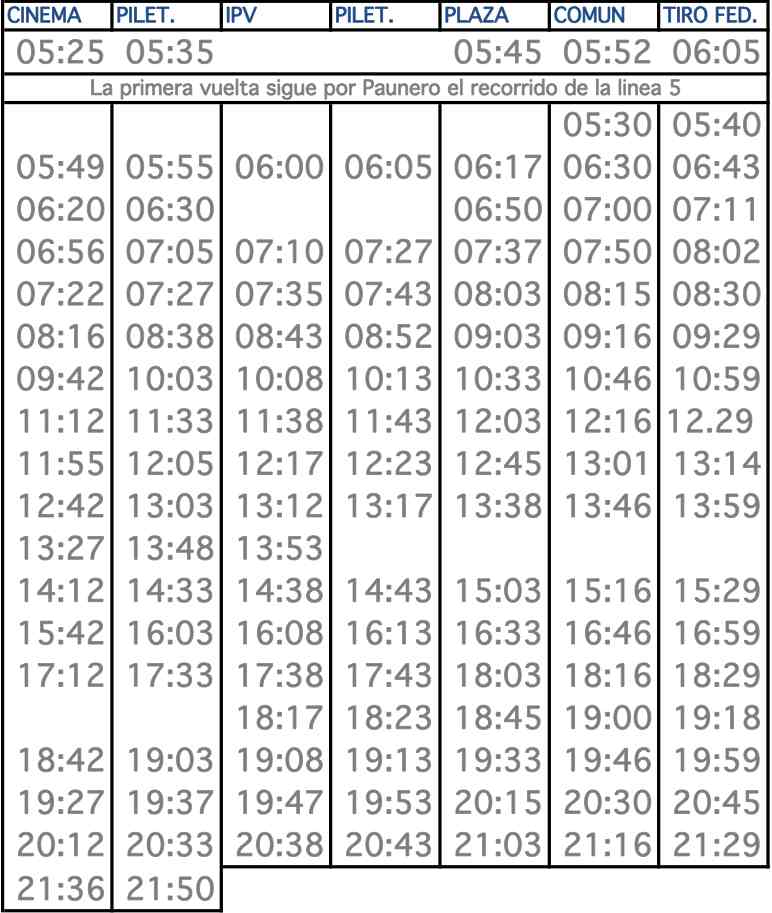 CINEMA PILET. IPV PILET. PLAZA COMUN TIRO FED.
05:25 05:35 05:45 05:52 06:05
La primera vuelta sigue por Paunero el recorrido de la linea 5
05:30 05:40
05:49 05:55 06:00 06:05 06:17 06:30 06:43
06:20 06:30 06:50 07:00 07:11
06:56 07:05 07:10 07:27 07:37 07:50 08:02
07:22 07:27 07:35 07:43 08:03 08:15 08:30
08:16 08:38 08:43 08:52 09:03 09:16 09:29
09:42 10:03 10:08 10:13 10:33 10:46 10:59
11:12 11:33 11:38 11:43 12:03 12:16 12.29
11:55 12:05 12:17 12:23 12:45 13:01 13:14
12:42 13:03 13:12 13:17 13:38 13:46 13:59
13:27 13:48 13:53
14:12 14:33 14:38 14:43 15:03 15:16 15:29
15:42 16:03 16:08 16:13 16:33 16:46 16:59
17:12 17:33 17:38 17:43 18:03 18:16 18:29
18:17 18:23 18:45 19:00 19:18
18:42 19:03 19:08 19:13 19:33 19:46 19:59
19:27 19:37 19:47 19:53 20:15 20:30 20:45
20:12 20:33 20:38 20:43 21:03 21:16 21:29
21:36 21:50